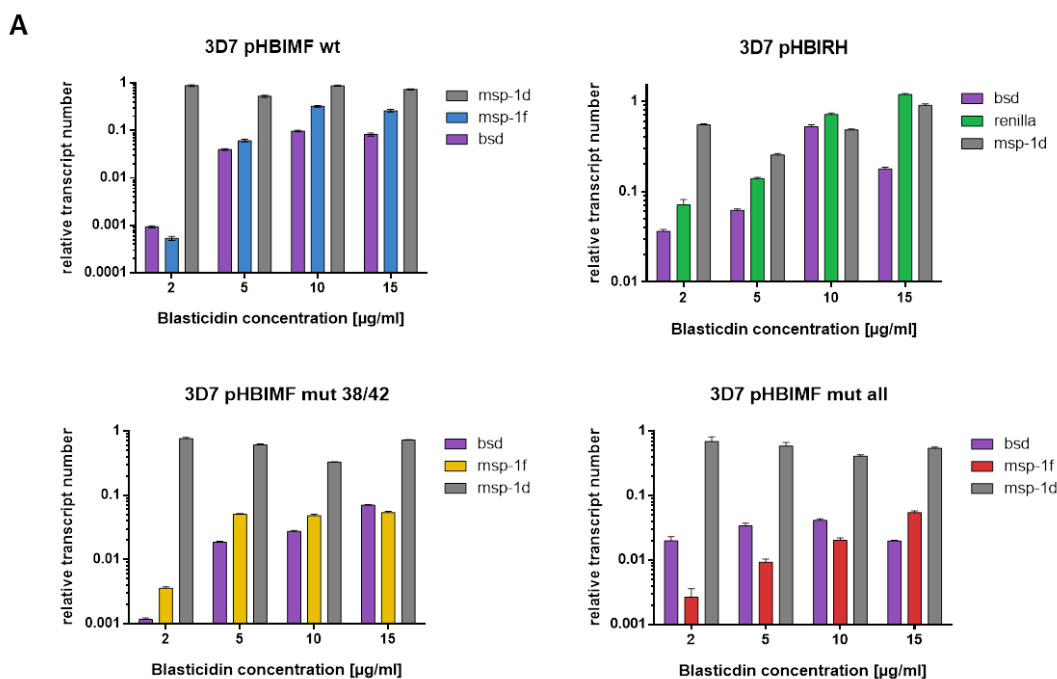 A
3D7 pHBIMF wt
relative transcript number
1
0.1
0.01
0.001
0.0001
2
5
10
15
Blasticidin concentration [µg/ml]
msp-1d
msp-1f
bsd
3D7 pHBIRH
relative transcript number
1
0.1
0.01
2
5
10
15
Blasticdin concentration [µg/ml]
bsd
renilla
msp-1d
3D7 pHBIMF mut 38/42
relative transcript number
1
0.1
0.01
0.001
2
5
10
15
Blasticidin concentration [µg/ml]
bsd
msp-1f
msp-1d
3D7 pHBIMF mut all
relative transcript number
1
0.1
0.01
0.001
2
5
10
15
Blasticdin concentration [µg/ml]
bsd
msp-1f
msp-1d